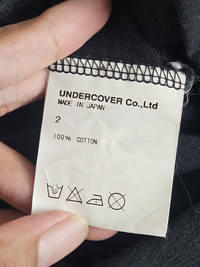 UNDERCOVER Co.,Ltd
MADE IN JAPAN
2
100% COTTON